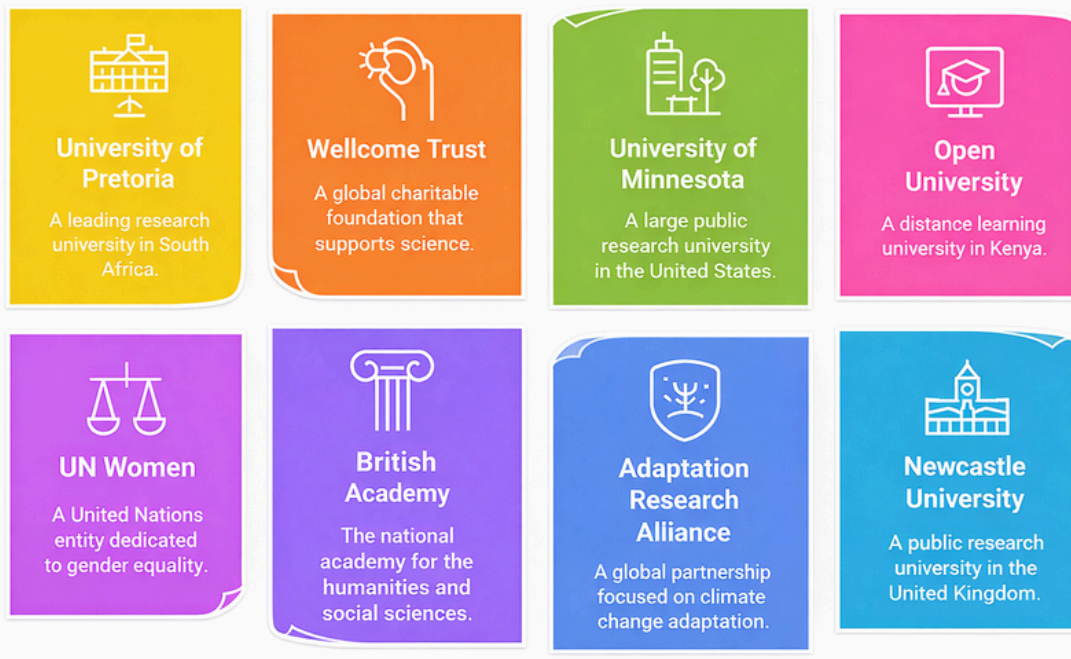 University of
Pretoria
A leading research
university in South
Africa.
Wellcome Trust
A global charitable
foundation that
supports science.
University of
Minnesota
A large public
research university
in the United States.
Open
University
A distance learning
university in Kenya.
UN Women
A United Nations
entity dedicated
to gender equality.
British
Academy
The national
academy for the
humanities and
social sciences.
Adaptation
Research
Alliance
A global partnership
focused on climate
change adaptation.
Newcastle
University
A public research
university in the
United Kingdom.